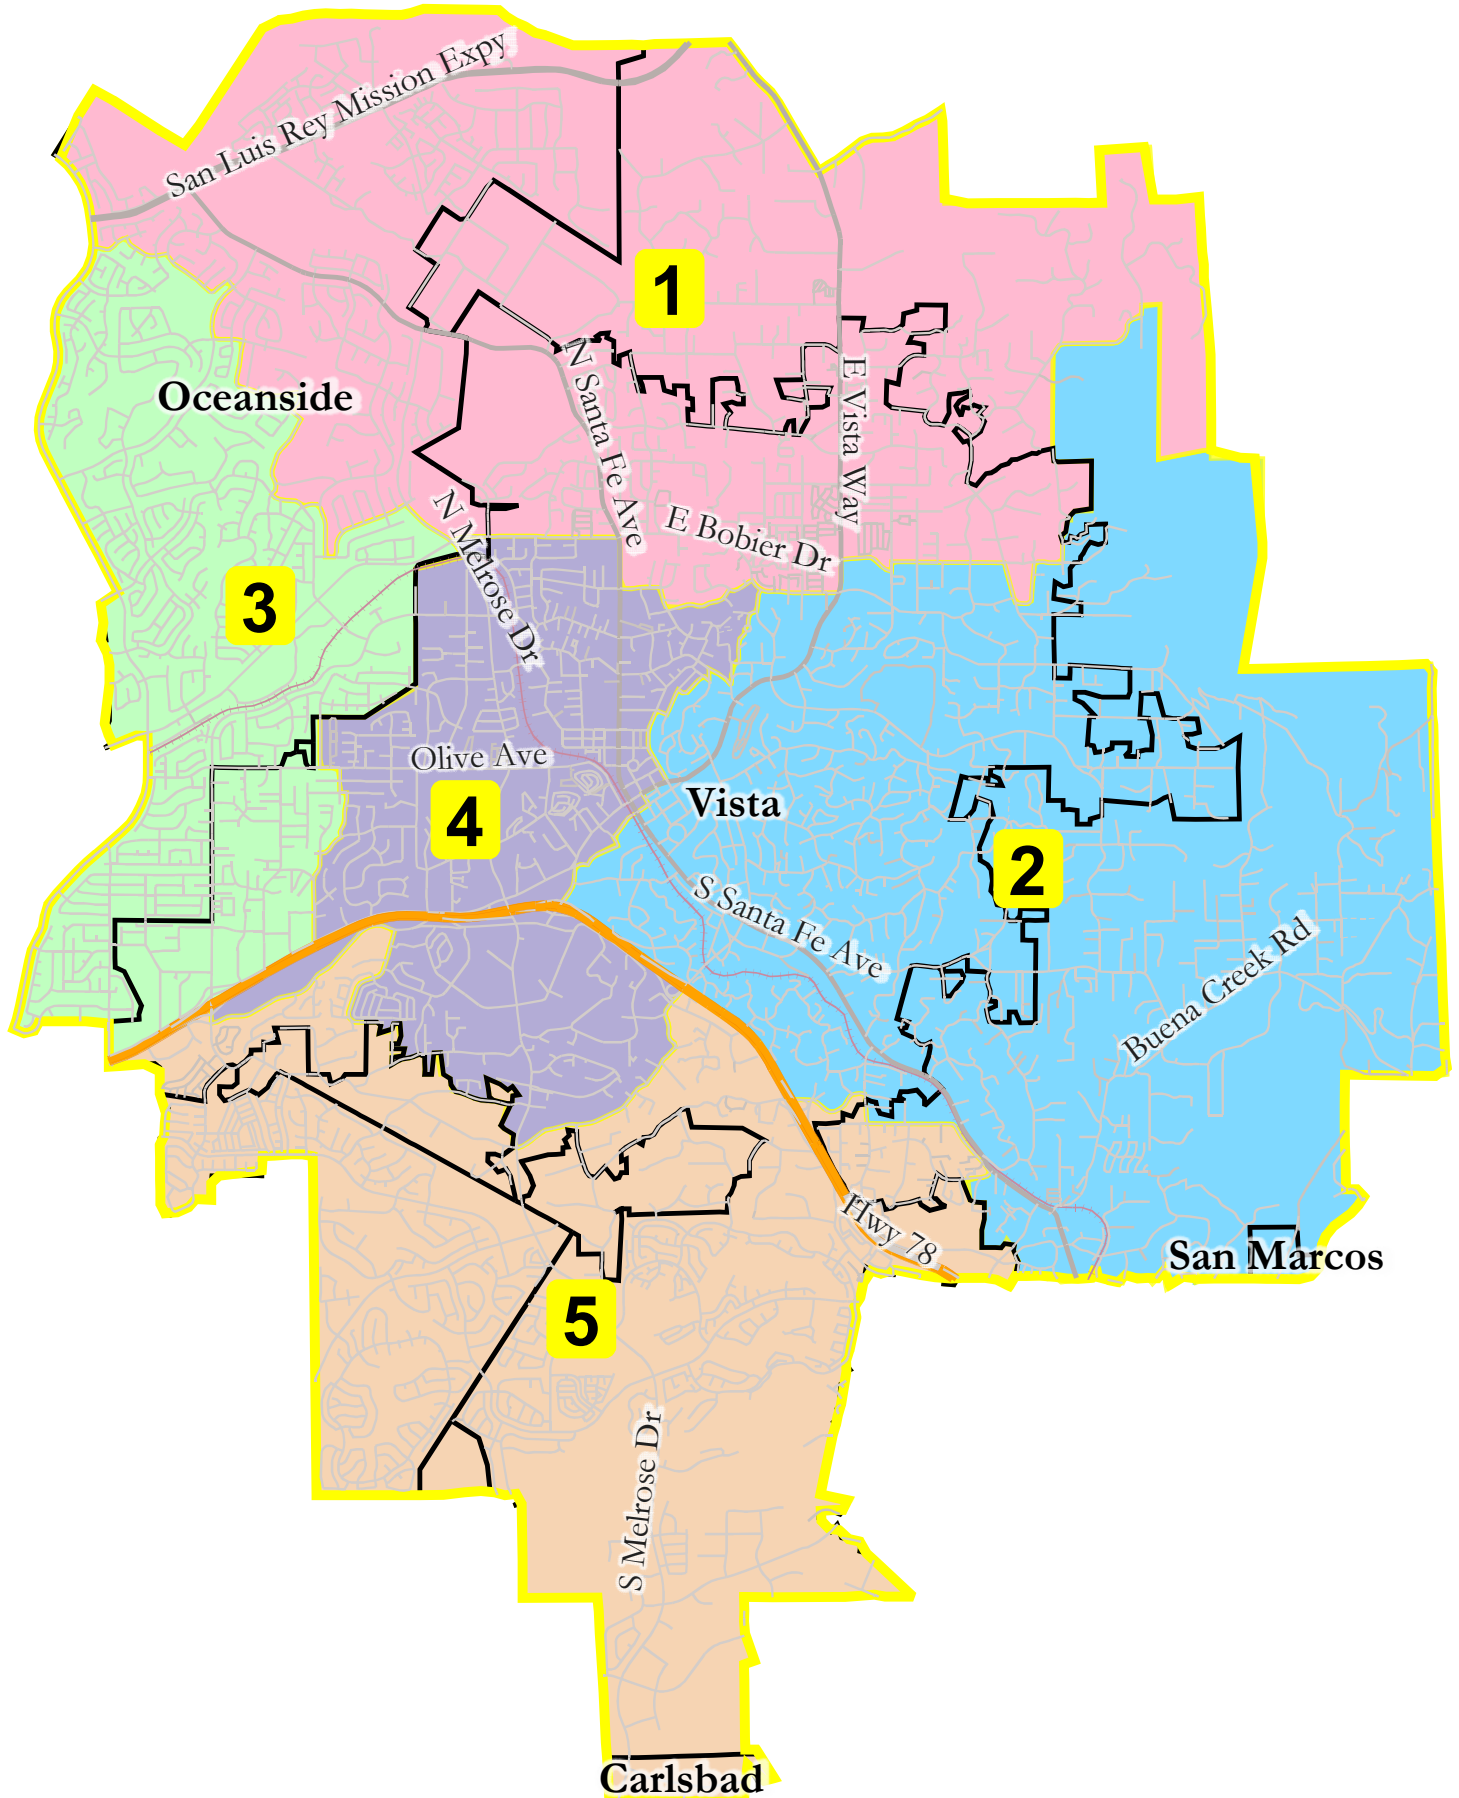 San Luis Rey Mission Expy
1
N Santa Fe Ave
E Vista Way
Oceanside
N Melrose Dr
E Bobier Dr
3
Olive Ave
4
Vista
2
S Santa Fe Ave
Buena Creek Rd
Hwy 78
San Marcos
5
S Melrose Dr
Carlsbad